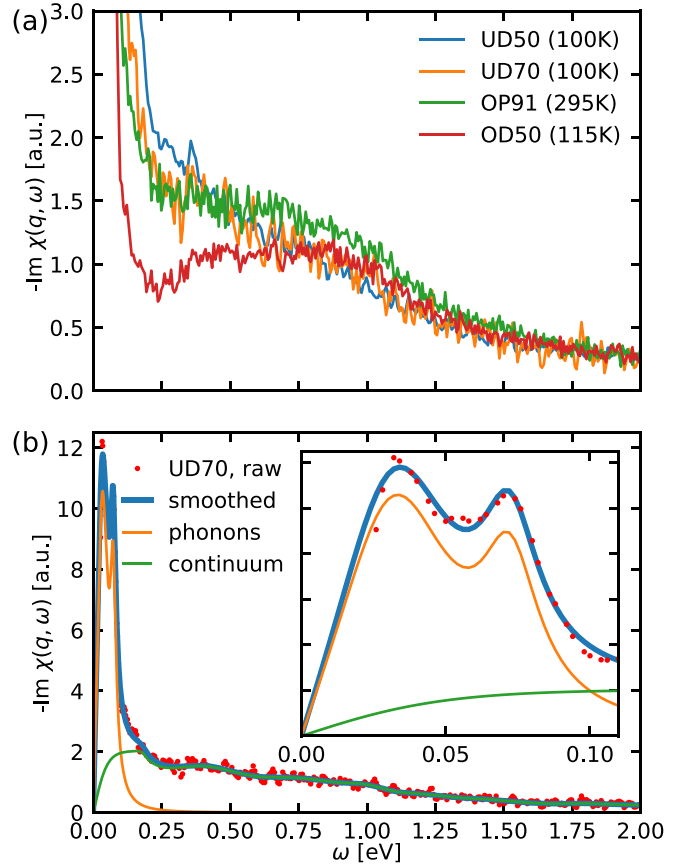 (a)
3.0
2.5
2.0
1.5
1.0
0.5
0.0
-Im χ(q, ω) [a.u.]
UD50 (100K)
UD70 (100K)
OP91 (295K)
OD50 (115K)
(b)
12
10
8
6
4
2
0
-Im χ(q, ω) [a.u.]
UD70, raw
smoothed
phonons
continuum
0.00 0.05 0.10
0.00 0.25 0.50 0.75 1.00 1.25 1.50 1.75 2.00
ω [eV]